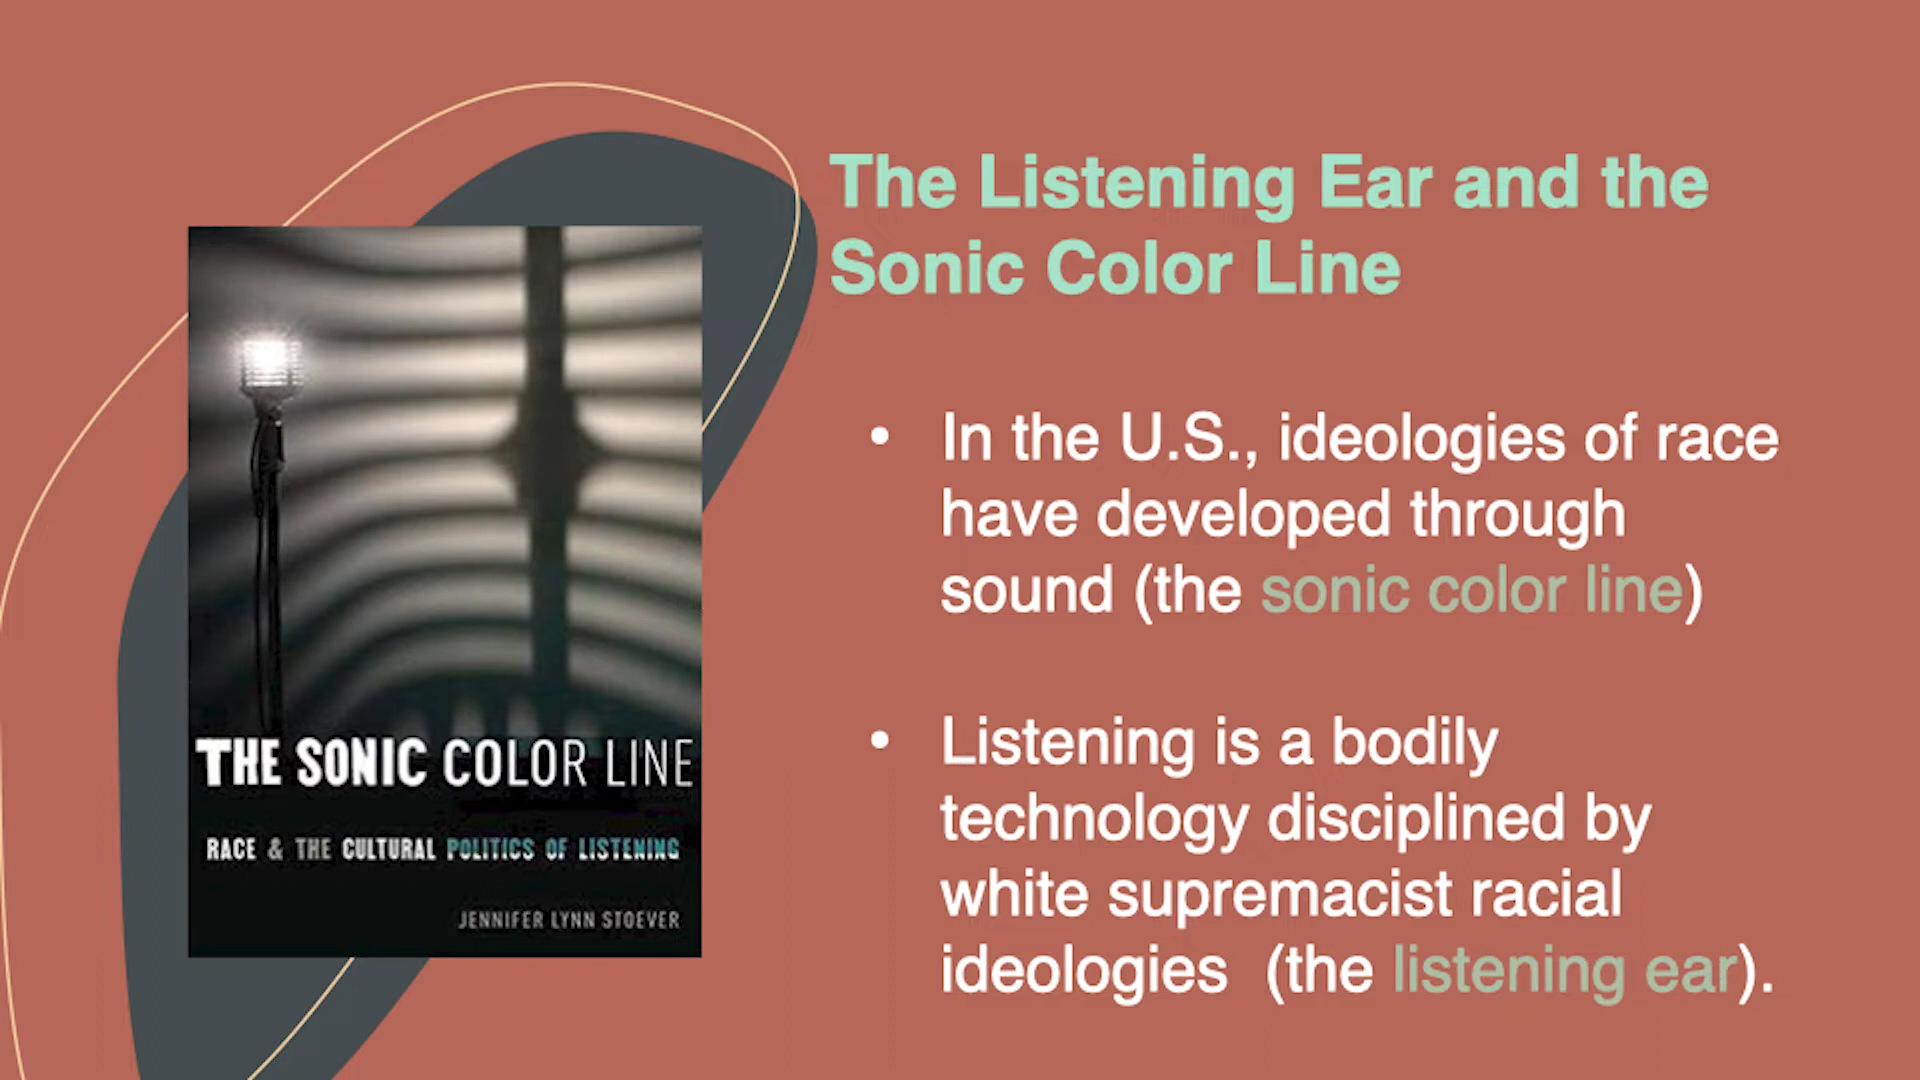 The Listening Ear and the
Sonic Color Line
THE SONIC COLOR LINE
RACE & THE CULTURAL POLITICS OF LISTENING
JENNIFER LYNN STOEVER
• In the U.S., ideologies of race
have developed through
sound (the sonic color line)
• Listening is a bodily
technology disciplined by
white supremacist racial
ideologies  (the listening ear).